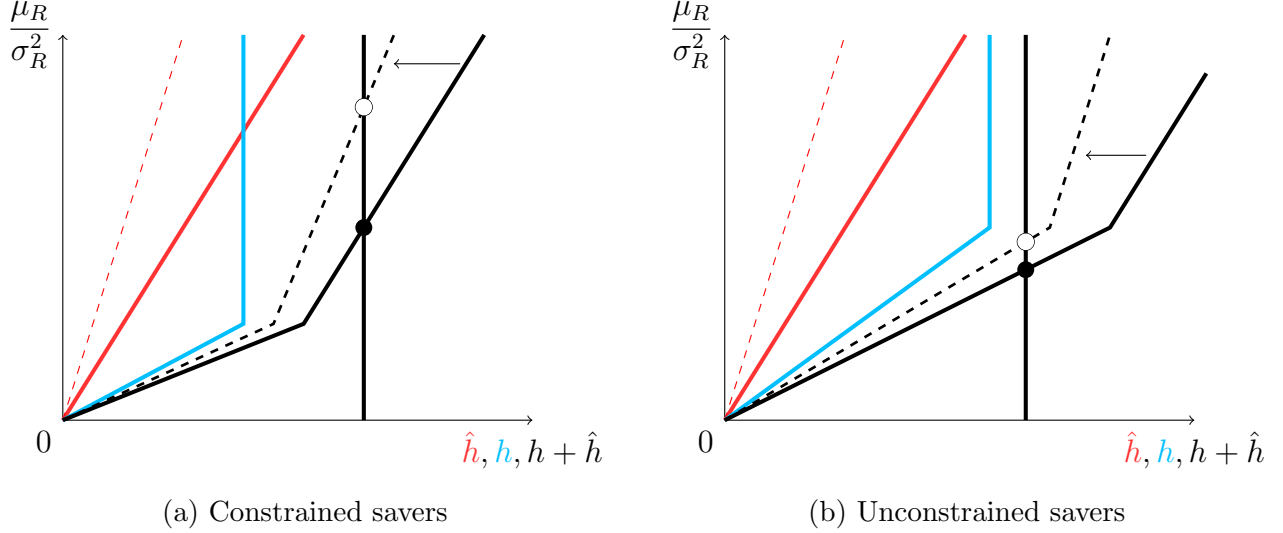 μ_R/σ_R^2
0
ĥ, h, h + ĥ
(a) Constrained savers
μ_R/σ_R^2
0
ĥ, h, h + ĥ
(b) Unconstrained savers